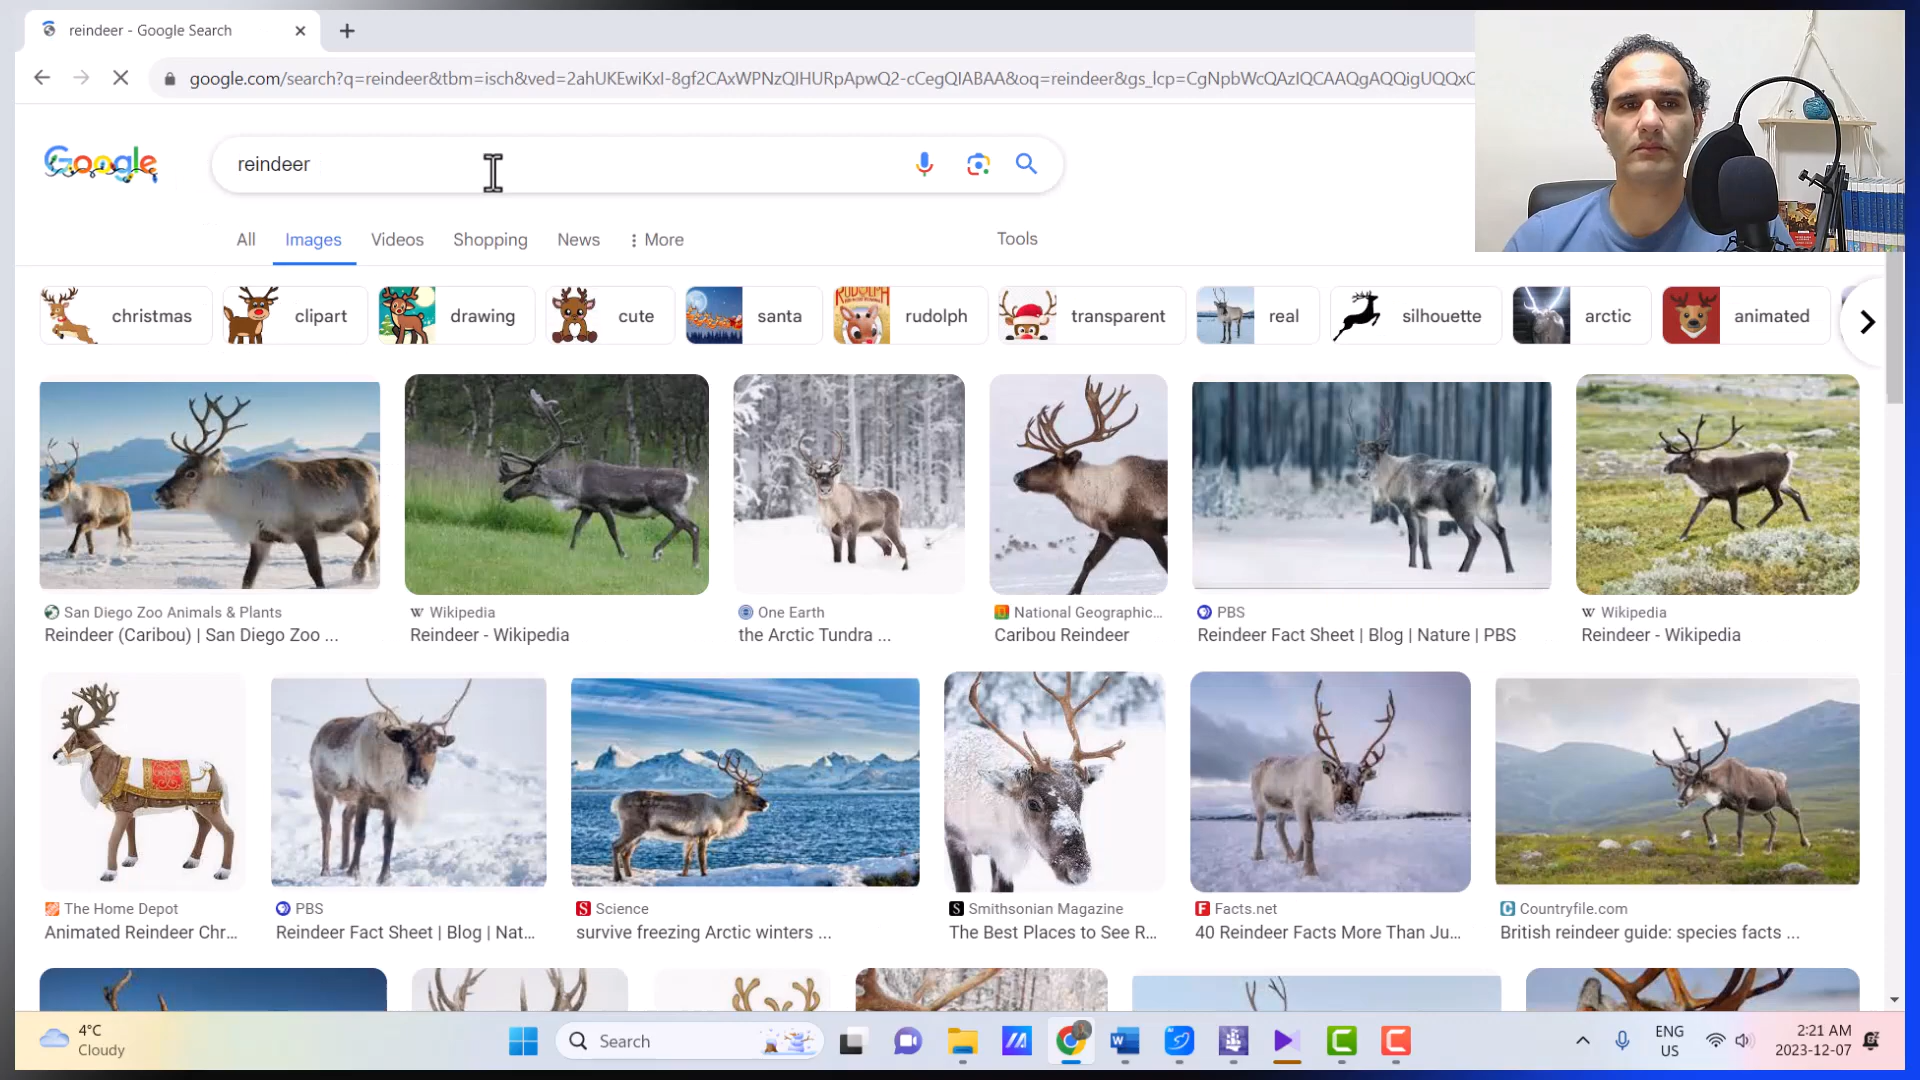 reindeer - Google Search
google.com/search?q=reindeer&tbm=isch&ved=2ahUKEwiKxI-8gf2CAxWPNzQIHURpApwQ2-cCegQIABAA&oq=reindeer&gs_lcp=CgNpbWcQAzIQCAAQgAQQigUQQxC
Google
reindeer
All Images Videos Shopping News More Tools
christmas clipart drawing cute santa rudolph transparent real silhouette arctic animated
San Diego Zoo Animals & Plants
Reindeer (Caribou) | San Diego Zoo ...
Wikipedia
Reindeer - Wikipedia
One Earth
the Arctic Tundra ...
National Geographic...
Caribou Reindeer
PBS
Reindeer Fact Sheet | Blog | Nature | PBS
Wikipedia
Reindeer - Wikipedia
The Home Depot
Animated Reindeer Chr...
PBS
Reindeer Fact Sheet | Blog | Nat...
Science
survive freezing Arctic winters ...
Smithsonian Magazine
The Best Places to See R...
Facts.net
40 Reindeer Facts More Than Ju...
Countryfile.com
British reindeer guide: species facts ...
4°C
Cloudy
Search
ENG
US
2:21 AM
2023-12-07